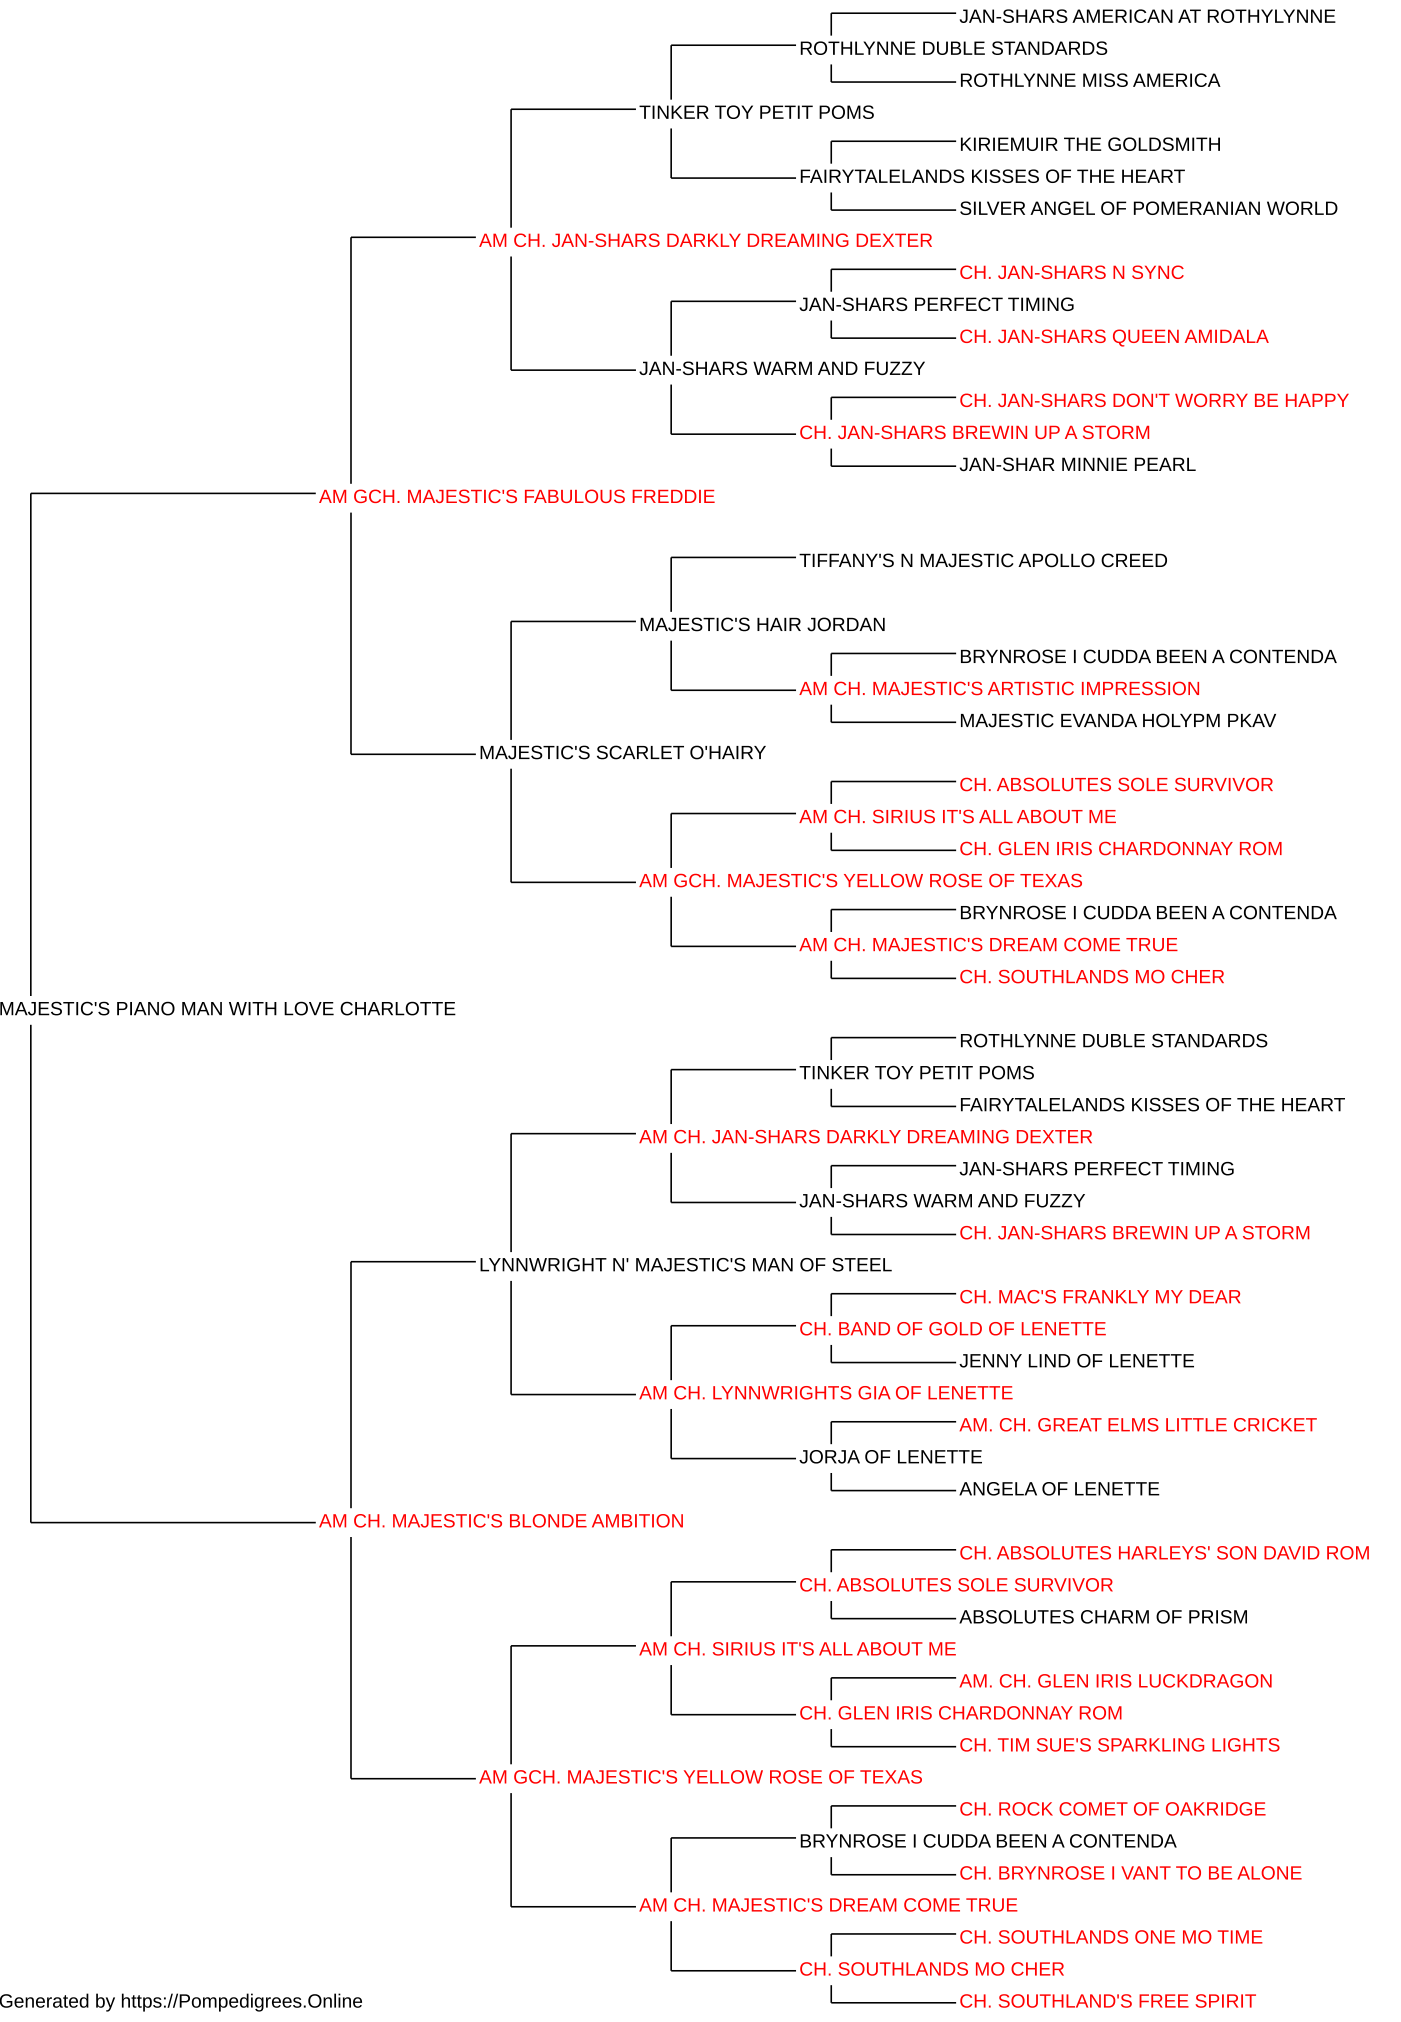 JAN-SHARS AMERICAN AT ROTHYLYNNE
ROTHLYNNE DUBLE STANDARDS
ROTHLYNNE MISS AMERICA
TINKER TOY PETIT POMS
KIRIEMUIR THE GOLDSMITH
FAIRYTALELANDS KISSES OF THE HEART
SILVER ANGEL OF POMERANIAN WORLD
AM CH. JAN-SHARS DARKLY DREAMING DEXTER
CH. JAN-SHARS N SYNC
JAN-SHARS PERFECT TIMING
CH. JAN-SHARS QUEEN AMIDALA
JAN-SHARS WARM AND FUZZY
CH. JAN-SHARS DON'T WORRY BE HAPPY
CH. JAN-SHARS BREWIN UP A STORM
JAN-SHAR MINNIE PEARL
AM GCH. MAJESTIC'S FABULOUS FREDDIE
TIFFANY'S N MAJESTIC APOLLO CREED
MAJESTIC'S HAIR JORDAN
BRYNROSE I CUDDA BEEN A CONTENDA
AM CH. MAJESTIC'S ARTISTIC IMPRESSION
MAJESTIC EVANDA HOLYPM PKAV
MAJESTIC'S SCARLET O'HAIRY
CH. ABSOLUTES SOLE SURVIVOR
AM CH. SIRIUS IT'S ALL ABOUT ME
CH. GLEN IRIS CHARDONNAY ROM
AM GCH. MAJESTIC'S YELLOW ROSE OF TEXAS
BRYNROSE I CUDDA BEEN A CONTENDA
AM CH. MAJESTIC'S DREAM COME TRUE
CH. SOUTHLANDS MO CHER
MAJESTIC'S PIANO MAN WITH LOVE CHARLOTTE
ROTHLYNNE DUBLE STANDARDS
TINKER TOY PETIT POMS
FAIRYTALELANDS KISSES OF THE HEART
AM CH. JAN-SHARS DARKLY DREAMING DEXTER
JAN-SHARS PERFECT TIMING
JAN-SHARS WARM AND FUZZY
CH. JAN-SHARS BREWIN UP A STORM
LYNNWRIGHT N' MAJESTIC'S MAN OF STEEL
CH. MAC'S FRANKLY MY DEAR
CH. BAND OF GOLD OF LENETTE
JENNY LIND OF LENETTE
AM CH. LYNNWRIGHTS GIA OF LENETTE
AM. CH. GREAT ELMS LITTLE CRICKET
JORJA OF LENETTE
ANGELA OF LENETTE
AM CH. MAJESTIC'S BLONDE AMBITION
CH. ABSOLUTES HARLEYS' SON DAVID ROM
CH. ABSOLUTES SOLE SURVIVOR
ABSOLUTES CHARM OF PRISM
AM CH. SIRIUS IT'S ALL ABOUT ME
AM. CH. GLEN IRIS LUCKDRAGON
CH. GLEN IRIS CHARDONNAY ROM
CH. TIM SUE'S SPARKLING LIGHTS
AM GCH. MAJESTIC'S YELLOW ROSE OF TEXAS
CH. ROCK COMET OF OAKRIDGE
BRYNROSE I CUDDA BEEN A CONTENDA
CH. BRYNROSE I VANT TO BE ALONE
AM CH. MAJESTIC'S DREAM COME TRUE
CH. SOUTHLANDS ONE MO TIME
CH. SOUTHLANDS MO CHER
CH. SOUTHLAND'S FREE SPIRIT
Generated by https://Pompedigrees.Online